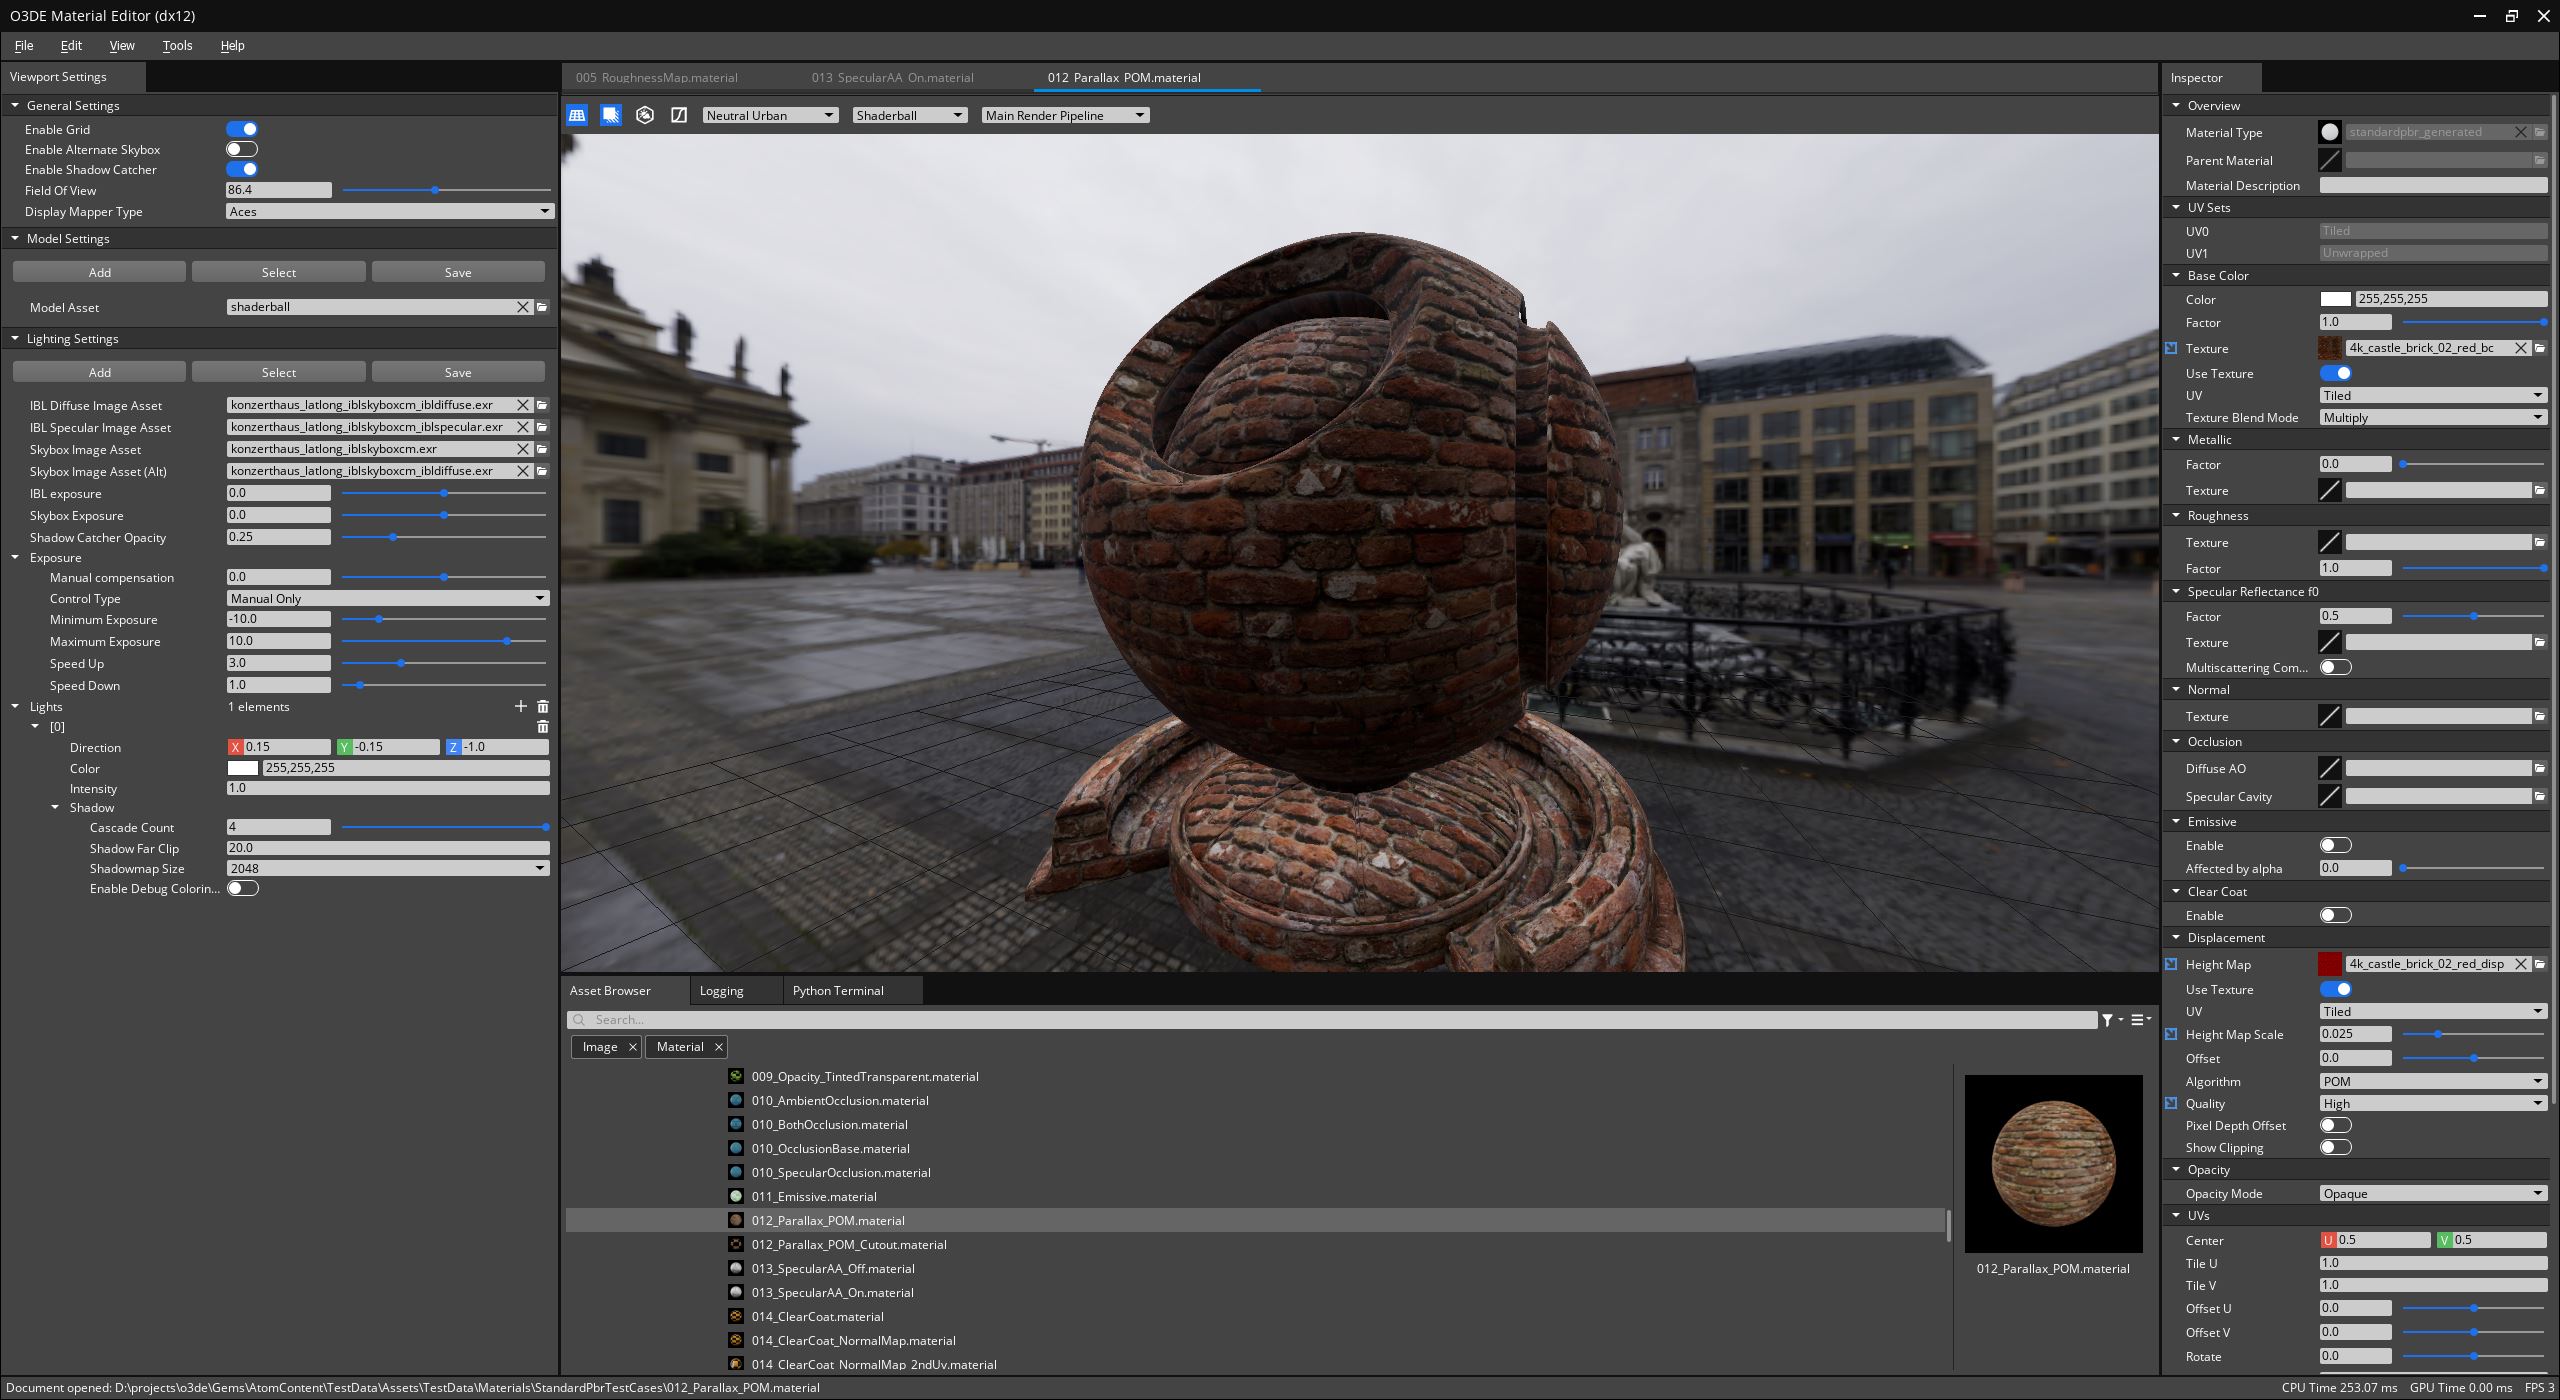 O3DE Material Editor (dx12)
File Edit View Tools Help
Viewport Settings
General Settings
Enable Grid
Enable Alternate Skybox
Enable Shadow Catcher
Field Of View 86.4
Display Mapper Type Aces
Model Settings
Add Select Save
Model Asset shaderball
Lighting Settings
Add Select Save
IBL Diffuse Image Asset konzerthaus_latlong_iblskyboxcm_ibldiffuse.exr
IBL Specular Image Asset konzerthaus_latlong_iblskyboxcm_iblspecular.exr
Skybox Image Asset konzerthaus_latlong_iblskyboxcm.exr
Skybox Image Asset (Alt) konzerthaus_latlong_iblskyboxcm_ibldiffuse.exr
IBL exposure 0.0
Skybox Exposure 0.0
Shadow Catcher Opacity 0.25
Exposure
Manual compensation 0.0
Control Type Manual Only
Minimum Exposure -10.0
Maximum Exposure 10.0
Speed Up 3.0
Speed Down 1.0
Lights 1 elements
[0]
Direction X 0.15 Y -0.15 Z -1.0
Color 255,255,255
Intensity 1.0
Shadow
Cascade Count 4
Shadow Far Clip 20.0
Shadowmap Size 2048
Enable Debug Colorin...
005_RoughnessMap.material 013_SpecularAA_On.material 012_Parallax_POM.material
Neutral Urban Shaderball Main Render Pipeline
Asset Browser Logging Python Terminal
Search...
Image Material
009_Opacity_TintedTransparent.material
010_AmbientOcclusion.material
010_BothOcclusion.material
010_OcclusionBase.material
010_SpecularOcclusion.material
011_Emissive.material
012_Parallax_POM.material
012_Parallax_POM_Cutout.material
013_SpecularAA_Off.material
013_SpecularAA_On.material
014_ClearCoat.material
014_ClearCoat_NormalMap.material
014_ClearCoat_NormalMap_2ndUv.material
012_Parallax_POM.material
Inspector
Overview
Material Type standardpbr_generated
Parent Material
Material Description
UV Sets
UV0 Tiled
UV1 Unwrapped
Base Color
Color 255,255,255
Factor 1.0
Texture 4k_castle_brick_02_red_bc
Use Texture
UV Tiled
Texture Blend Mode Multiply
Metallic
Factor 0.0
Texture
Roughness
Texture
Factor 1.0
Specular Reflectance f0
Factor 0.5
Texture
Multiscattering Com...
Normal
Texture
Occlusion
Diffuse AO
Specular Cavity
Emissive
Enable
Affected by alpha 0.0
Clear Coat
Enable
Displacement
Height Map 4k_castle_brick_02_red_disp
Use Texture
UV Tiled
Height Map Scale 0.025
Offset 0.0
Algorithm POM
Quality High
Pixel Depth Offset
Show Clipping
Opacity
Opacity Mode Opaque
UVs
Center U 0.5 V 0.5
Tile U 1.0
Tile V 1.0
Offset U 0.0
Offset V 0.0
Rotate 0.0
Document opened: D:\projects\o3de\Gems\AtomContent\TestData\Assets\TestData\Materials\StandardPbrTestCases\012_Parallax_POM.material
CPU Time 253.07 ms GPU Time 0.00 ms FPS 3